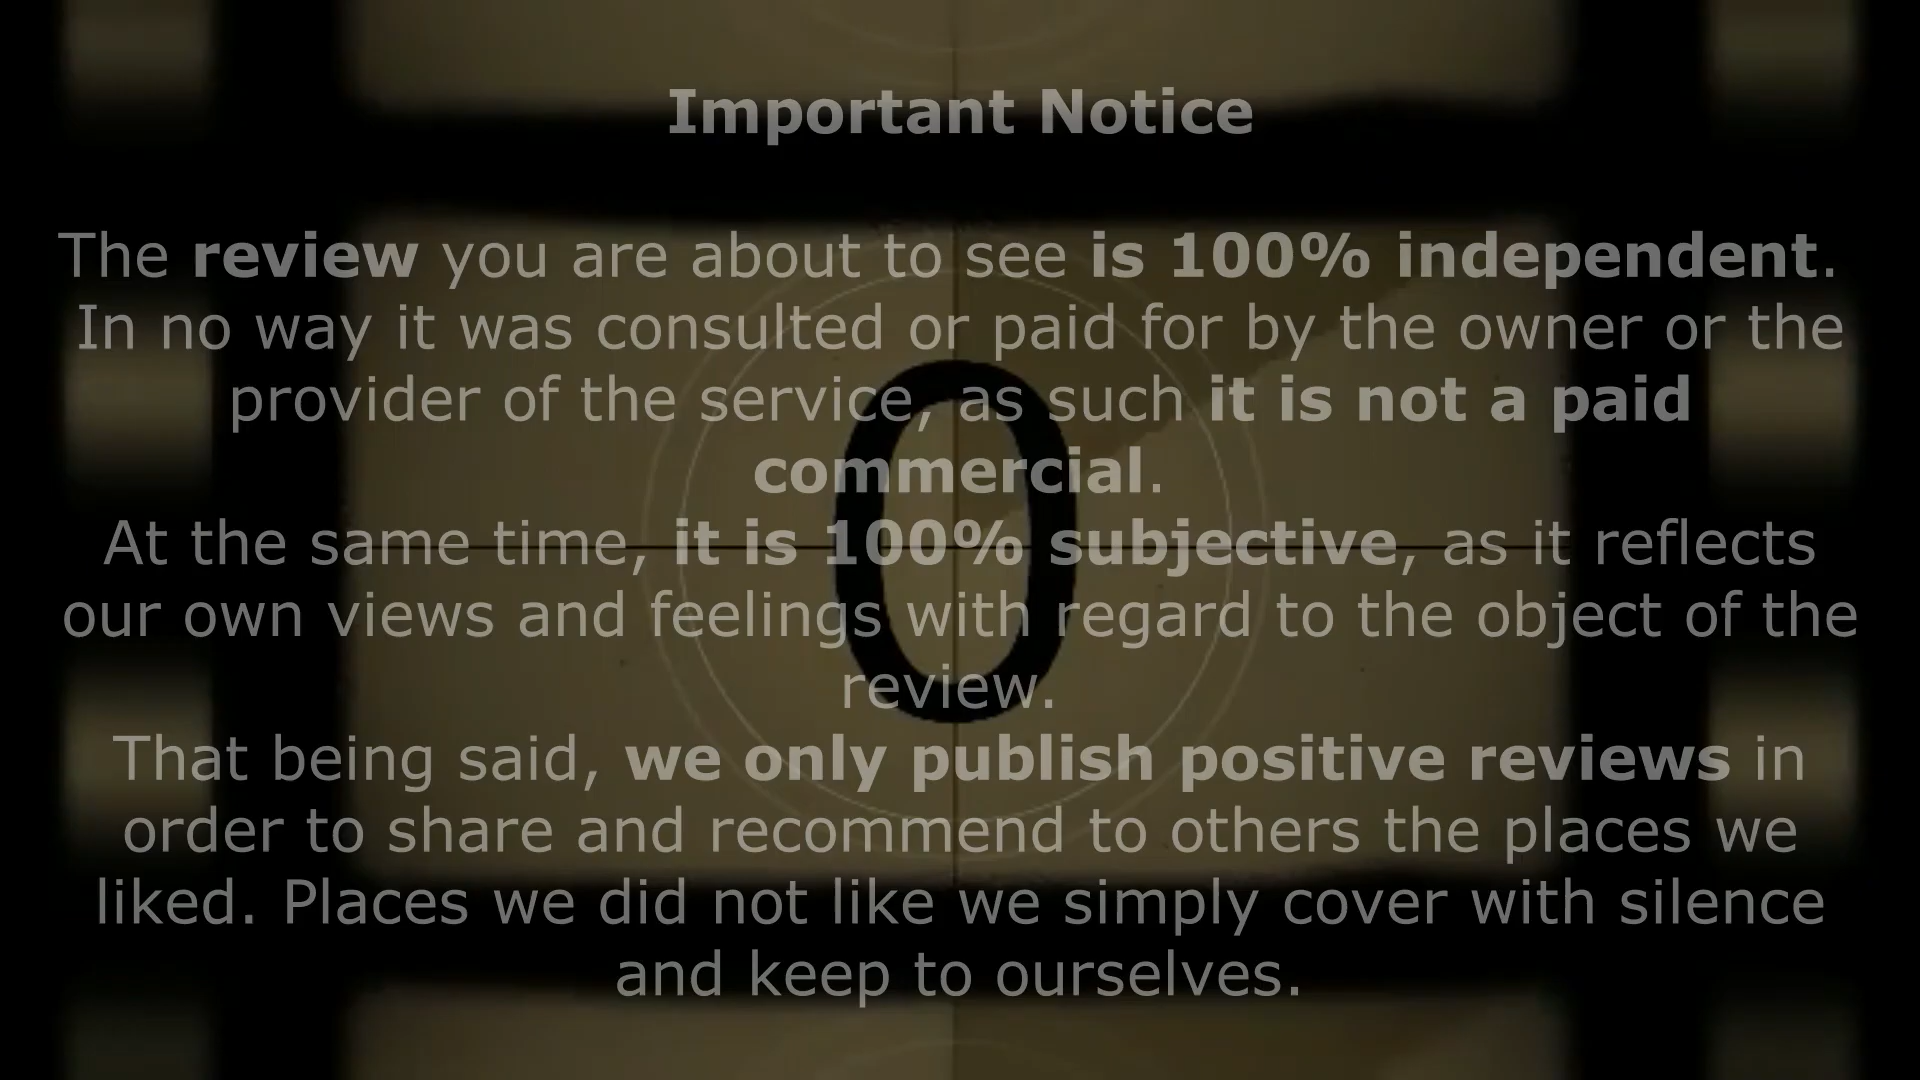 Important Notice
The review you are about to see is 100% independent.
In no way it was consulted or paid for by the owner or the
provider of the service, as such it is not a paid
commercial.
At the same time, it is 100% subjective, as it reflects
our own views and feelings with regard to the object of the
review.
That being said, we only publish positive reviews in
order to share and recommend to others the places we
liked. Places we did not like we simply cover with silence
and keep to ourselves.
0